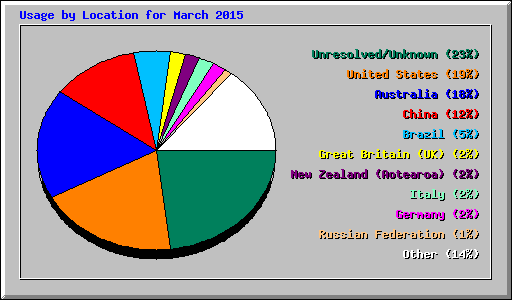 Usage by Location for March 2015
Unresolved/Unknown (23%)
United States (19%)
Australia (18%)
China (12%)
Brazil (5%)
Great Britain (UK) (2%)
New Zealand (Aotearoa) (2%)
Italy (2%)
Germany (2%)
Russian Federation (1%)
Other (14%)